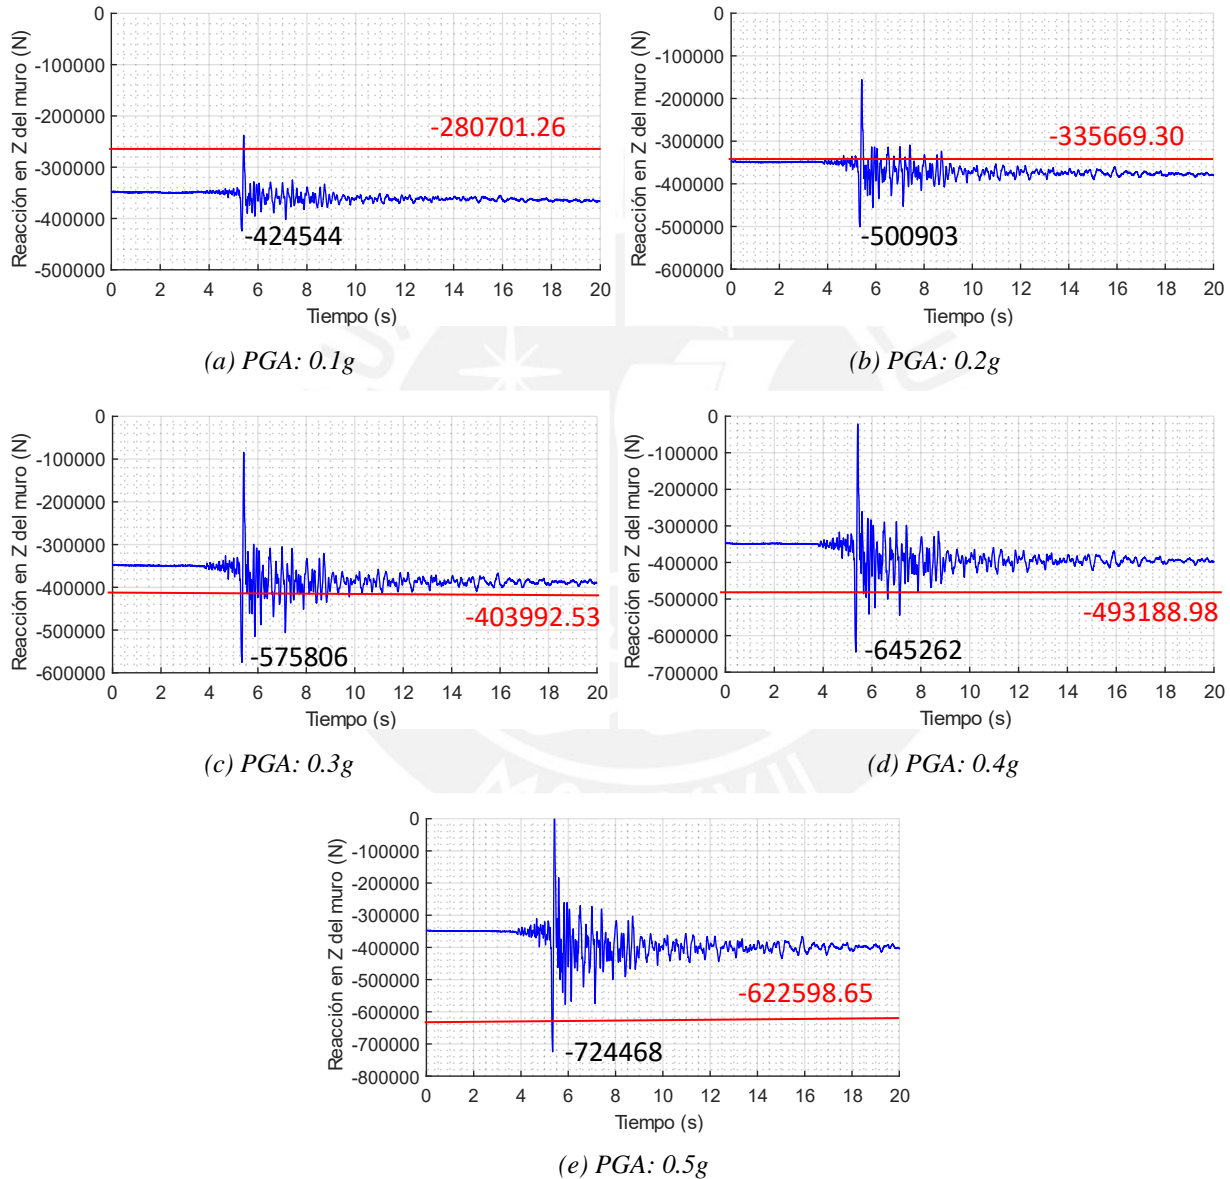 Reacción en Z del muro (N)
0
-100000
-200000
-300000
-400000
-500000
-280701.26
-424544
0 2 4 6 8 10 12 14 16 18 20
Tiempo (s)
(a) PGA: 0.1g
Reacción en Z del muro (N)
0
-100000
-200000
-300000
-400000
-500000
-600000
-335669.30
-500903
0 2 4 6 8 10 12 14 16 18 20
Tiempo (s)
(b) PGA: 0.2g
Reacción en Z del muro (N)
0
-100000
-200000
-300000
-400000
-500000
-600000
-403992.53
-575806
0 2 4 6 8 10 12 14 16 18 20
Tiempo (s)
(c) PGA: 0.3g
Reacción en Z del muro (N)
0
-100000
-200000
-300000
-400000
-500000
-600000
-700000
-493188.98
-645262
0 2 4 6 8 10 12 14 16 18 20
Tiempo (s)
(d) PGA: 0.4g
Reacción en Z del muro (N)
0
-100000
-200000
-300000
-400000
-500000
-600000
-700000
-800000
-622598.65
-724468
0 2 4 6 8 10 12 14 16 18 20
Tiempo (s)
(e) PGA: 0.5g